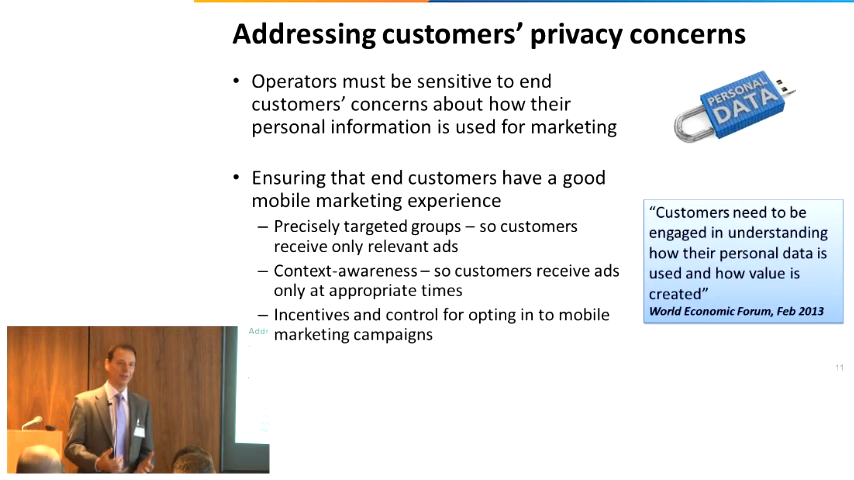 Addressing customers’ privacy concerns
• Operators must be sensitive to end
customers’ concerns about how their
personal information is used for marketing
PERSONAL
DATA
• Ensuring that end customers have a good
mobile marketing experience
– Precisely targeted groups – so customers
receive only relevant ads
– Context-awareness – so customers receive ads
only at appropriate times
– Incentives and control for opting in to mobile
marketing campaigns
“Customers need to be
engaged in understanding
how their personal data is
used and how value is
created”
World Economic Forum, Feb 2013
Addr
11